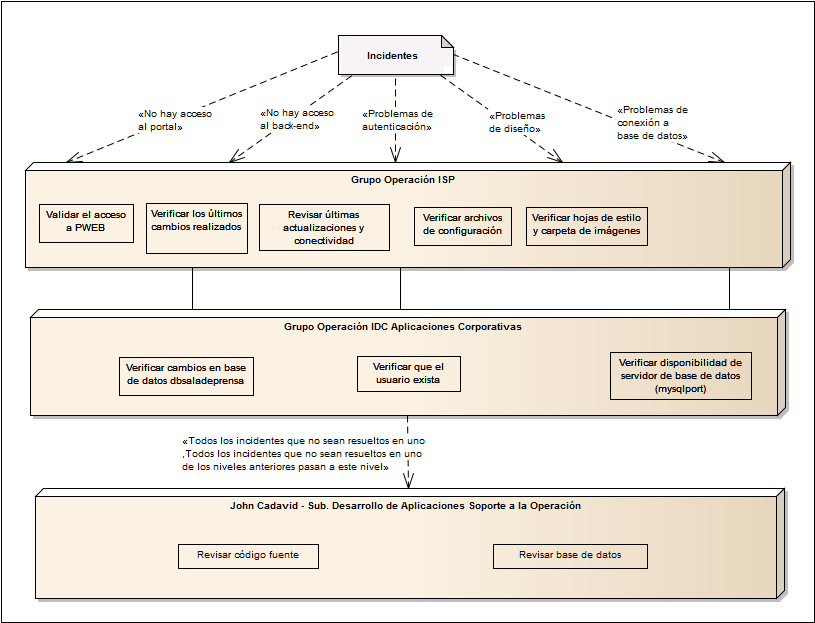 Incidentes
«No hay acceso
al portal»
«No hay acceso
al back-end»
«Problemas de
autenticación»
«Problemas
de diseño»
«Problemas de
conexión a
base de datos»
Grupo Operación ISP
Validar el acceso
a PWEB
Verificar los últimos
cambios realizados
Revisar últimas
actualizaciones y
conectividad
Verificar archivos
de configuración
Verificar hojas de estilo
y carpeta de imágenes
Grupo Operación IDC Aplicaciones Corporativas
Verificar cambios en base
de datos dbsaladeprensa
Verificar que el
usuario exista
Verificar disponibilidad de
servidor de base de datos
(mysqlport)
«Todos los incidentes que no sean resueltos en uno
,Todos los incidentes que no sean resueltos en uno
de los niveles anteriores pasan a este nivel»
John Cadavid - Sub. Desarrollo de Aplicaciones Soporte a la Operación
Revisar código fuente
Revisar base de datos